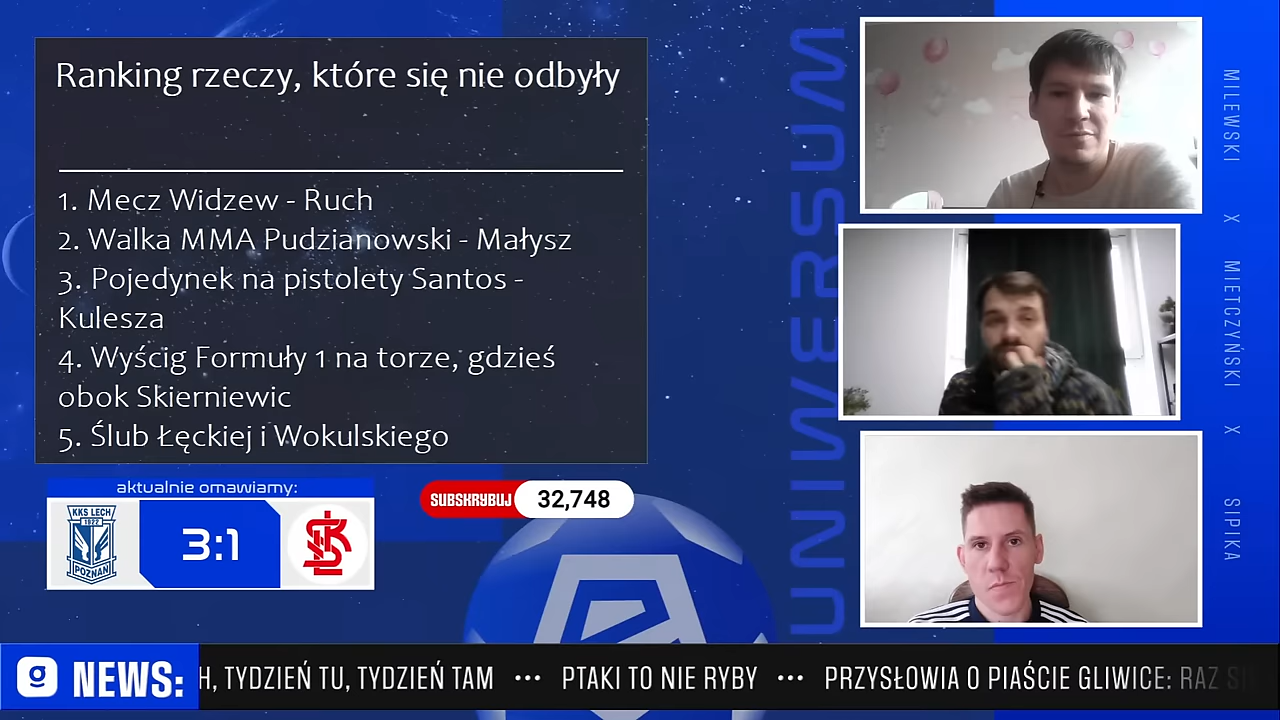 Ranking rzeczy, które się nie odbyły
1. Mecz Widzew - Ruch
2. Walka MMA Pudzianowski - Małysz
3. Pojedynek na pistolety Santos -
Kulesza
4. Wyścig Formuły 1 na torze, gdzieś
obok Skierniewic
5. Ślub Łęckiej i Wokulskiego
aktualnie omawiamy:
KKS LECH
1922
POZNAŃ
3:1
ŁKS
SUBSKRYBUJ 32,748
UNIWERSUM
MILEWSKI X MIETCZYŃSKI X SIPIKA
g NEWS: H, TYDZIEŃ TU, TYDZIEŃ TAM ••• PTAKI TO NIE RYBY ••• PRZYSŁOWIA O PIAŚCIE GLIWICE: RAZ